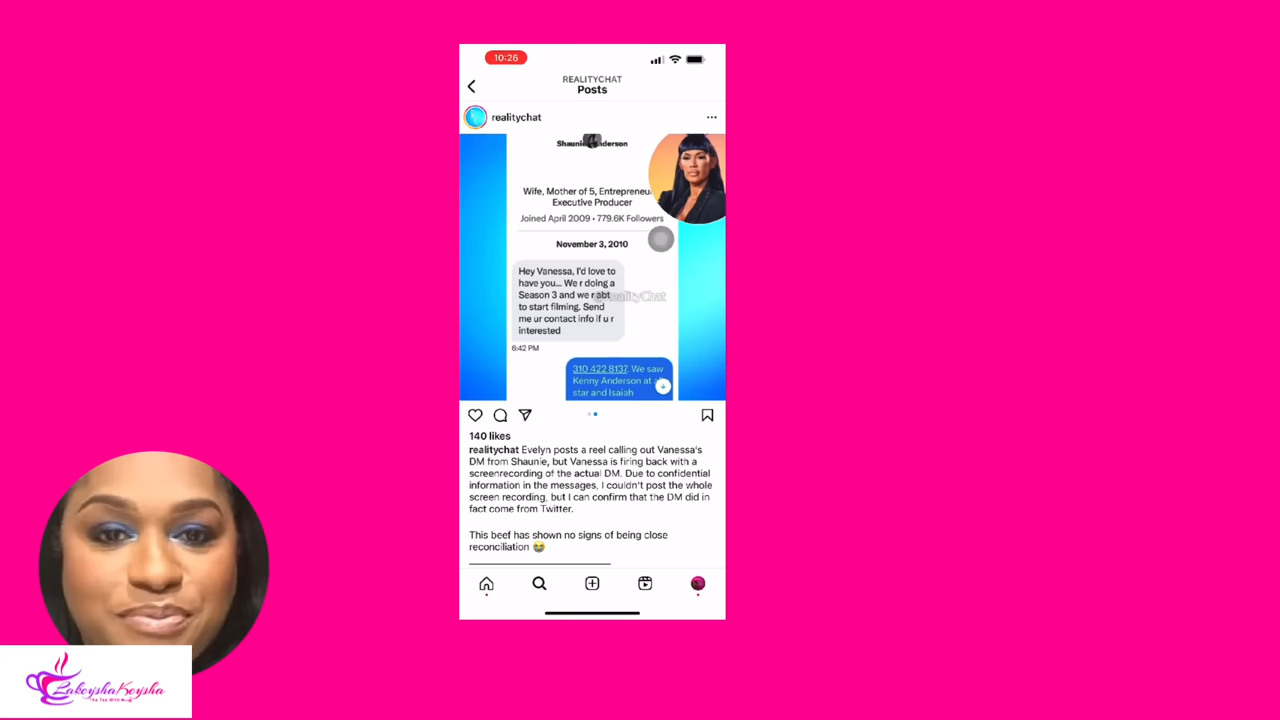 10:26
REALITYCHAT
Posts
realitychat
Wife, Mother of 5, Entrepreneur
Executive Producer
Joined April 2009 • 779.6K Followers
November 3, 2010
Hey Vanessa, I'd love to
have you... We r doing a
Season 3 and we r abt
to start filming. Send
me ur contact info if u r
interested
6:42 PM
310 422 8137. We saw
Kenny Anderson at all
star and Isaiah
140 likes
realitychat Evelyn posts a reel calling out Vanessa's
DM from Shaunie, but Vanessa is firing back with a
screenrecording of the actual DM. Due to confidential
information in the messages, I couldn't post the whole
screen recording, but I can confirm that the DM did in
fact come from Twitter.
This beef has shown no signs of being close
reconciliation 😭
LakeyshaKeysha